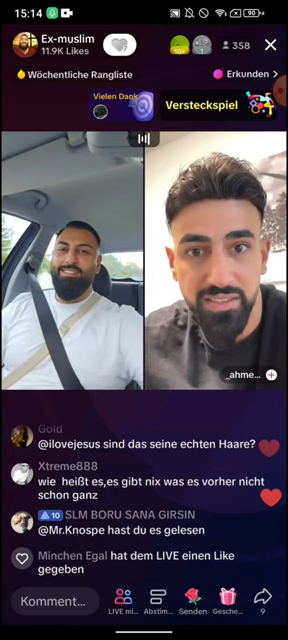 15:14
90
Ex-muslim
11.9K Likes
10x
358
Wöchentliche Rangliste
Erkunden >
Vielen Dank
Versteckspiel
_ahme...
Gold
@ilovejesus sind das seine echten Haare?
Xtreme888
wie heißt es,es gibt nix was es vorher nicht
schon ganz
10 SLM BORU SANA GIRSIN
@Mr.Knospe hast du es gelesen
Minchen Egal hat dem LIVE einen Like
gegeben
Komment...
LIVE mi...
Abstim...
Senden
Gesche...
9